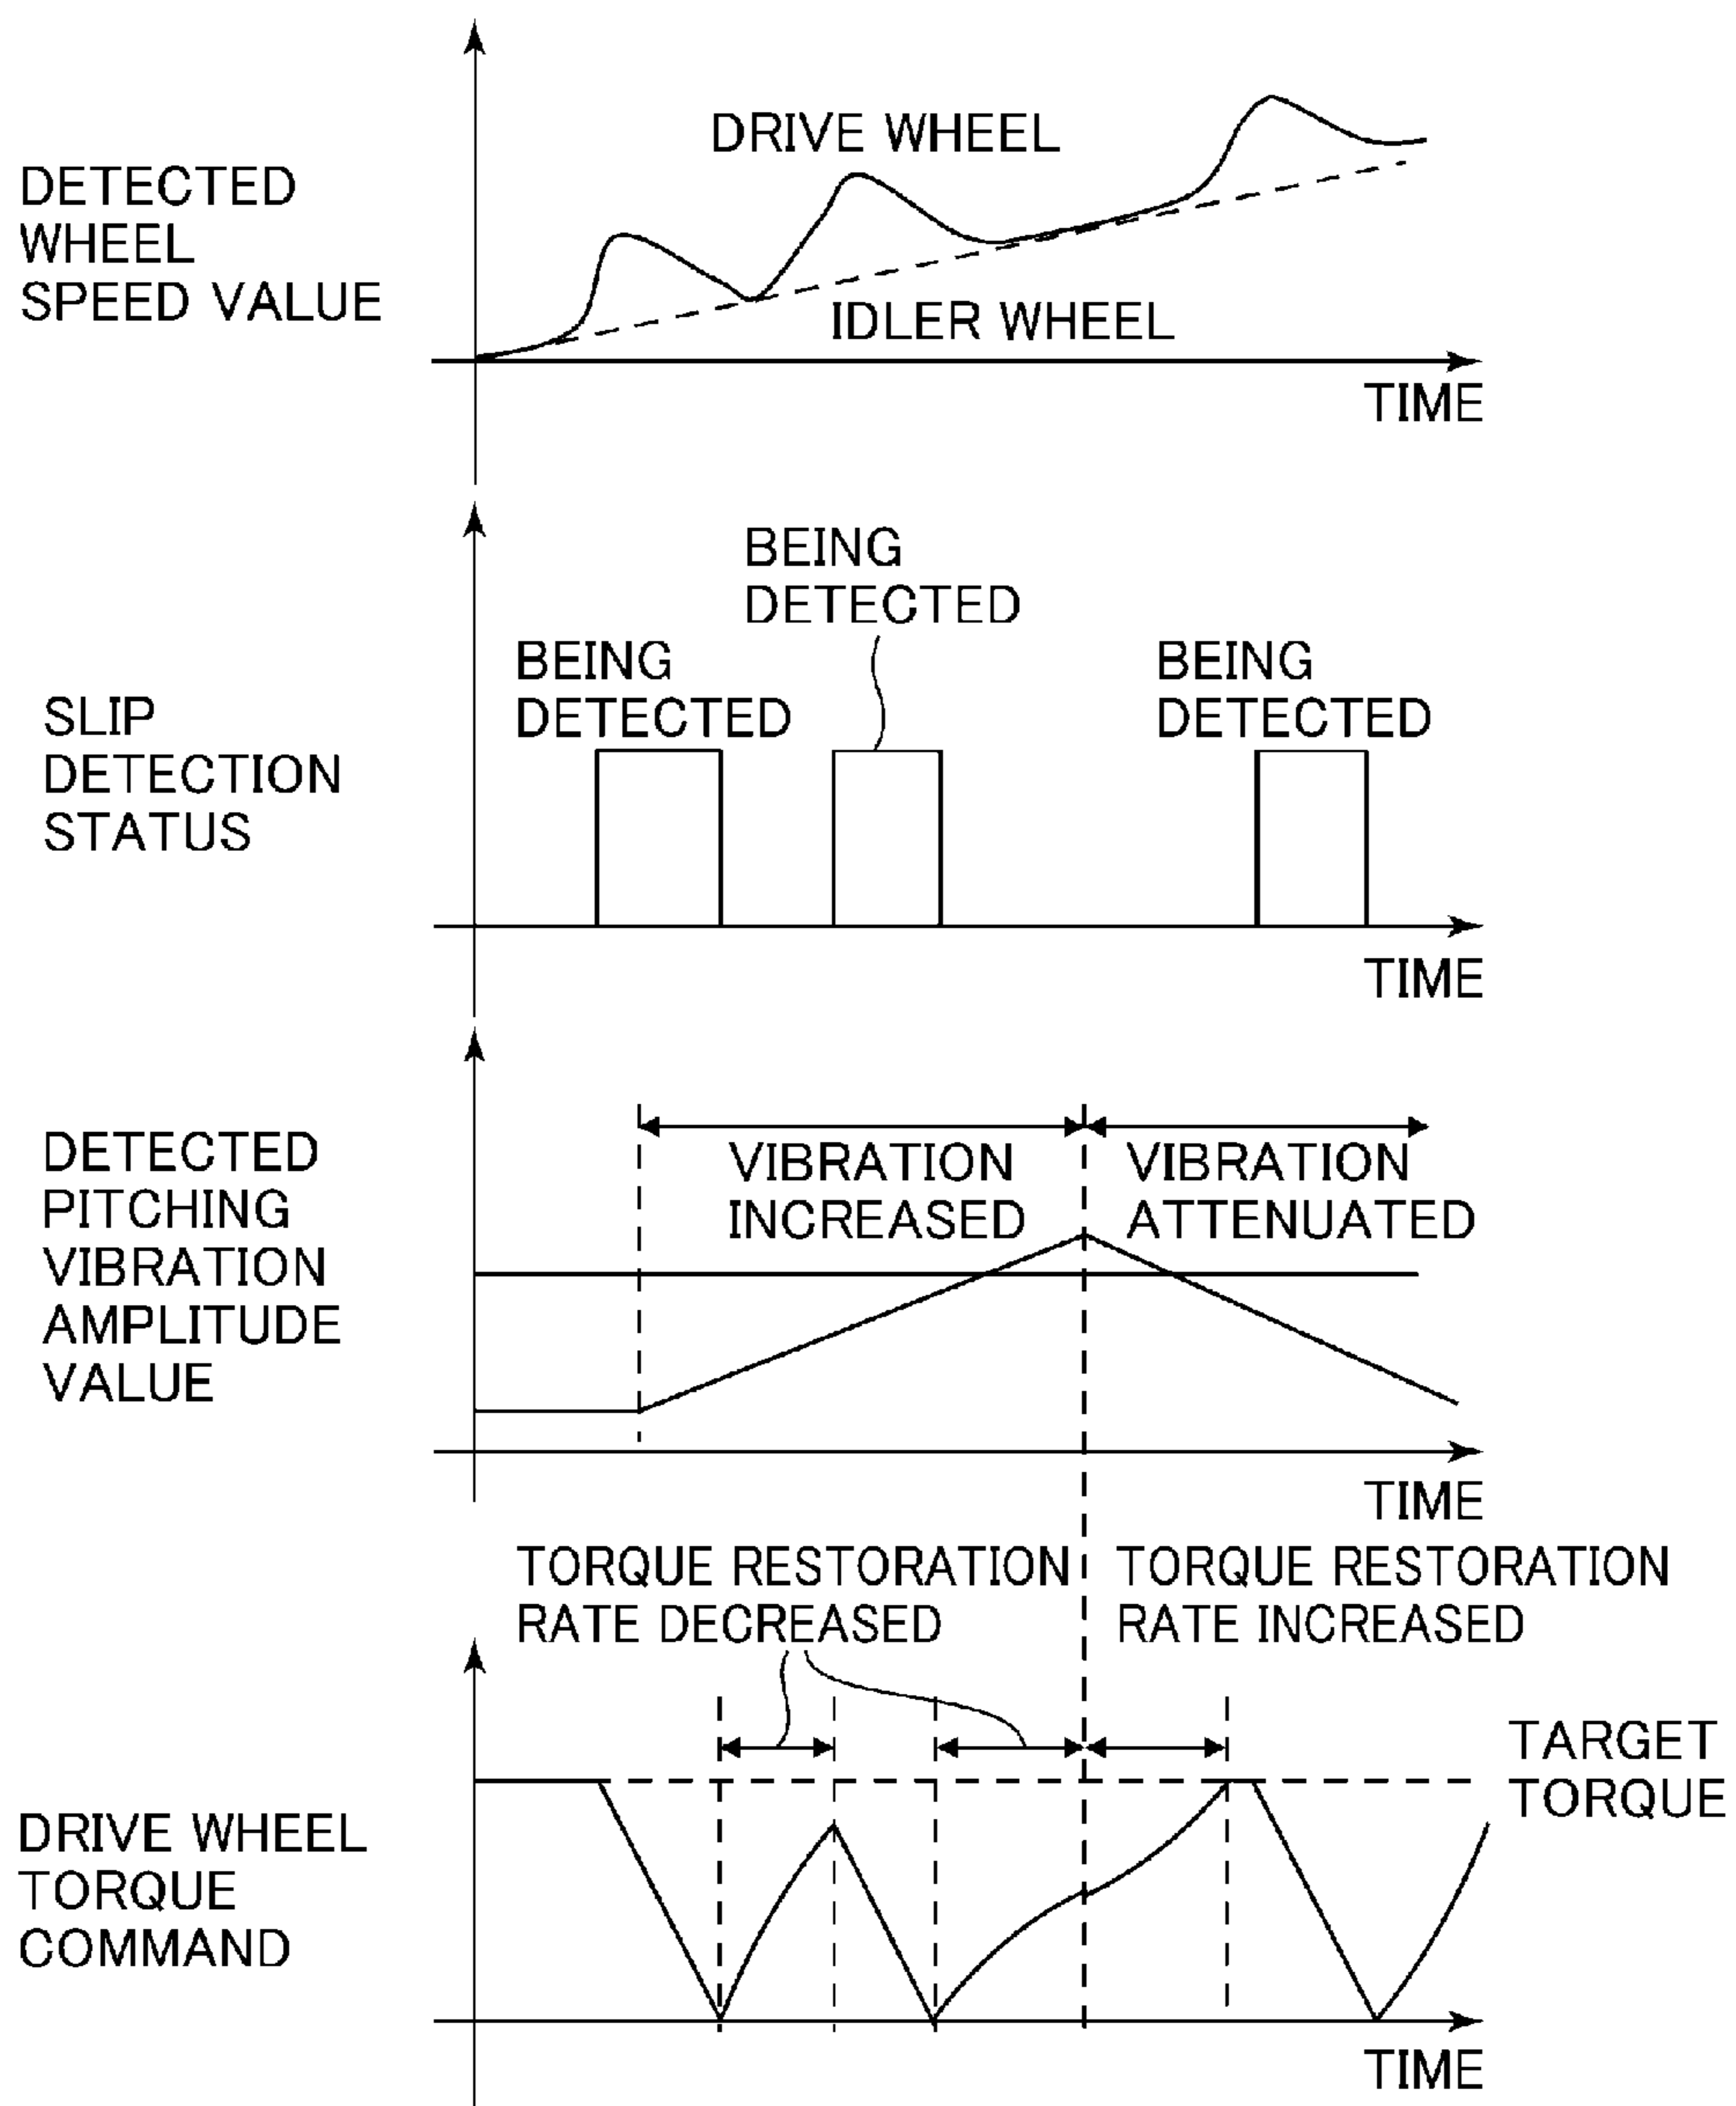 DRIVE WHEEL
DETECTED
WHEEL
SPEED VALUE
IDLER WHEEL
TIME
BEING
DETECTED
BEING
DETECTED
BEING
DETECTED
SLIP
DETECTION
STATUS
TIME
DETECTED
PITCHING
VIBRATION
AMPLITUDE
VALUE
VIBRATION
INCREASED
VIBRATION
ATTENUATED
TIME
TORQUE RESTORATION
RATE DECREASED
TORQUE RESTORATION
RATE INCREASED
TARGET
TORQUE
DRIVE WHEEL
TORQUE
COMMAND
TIME